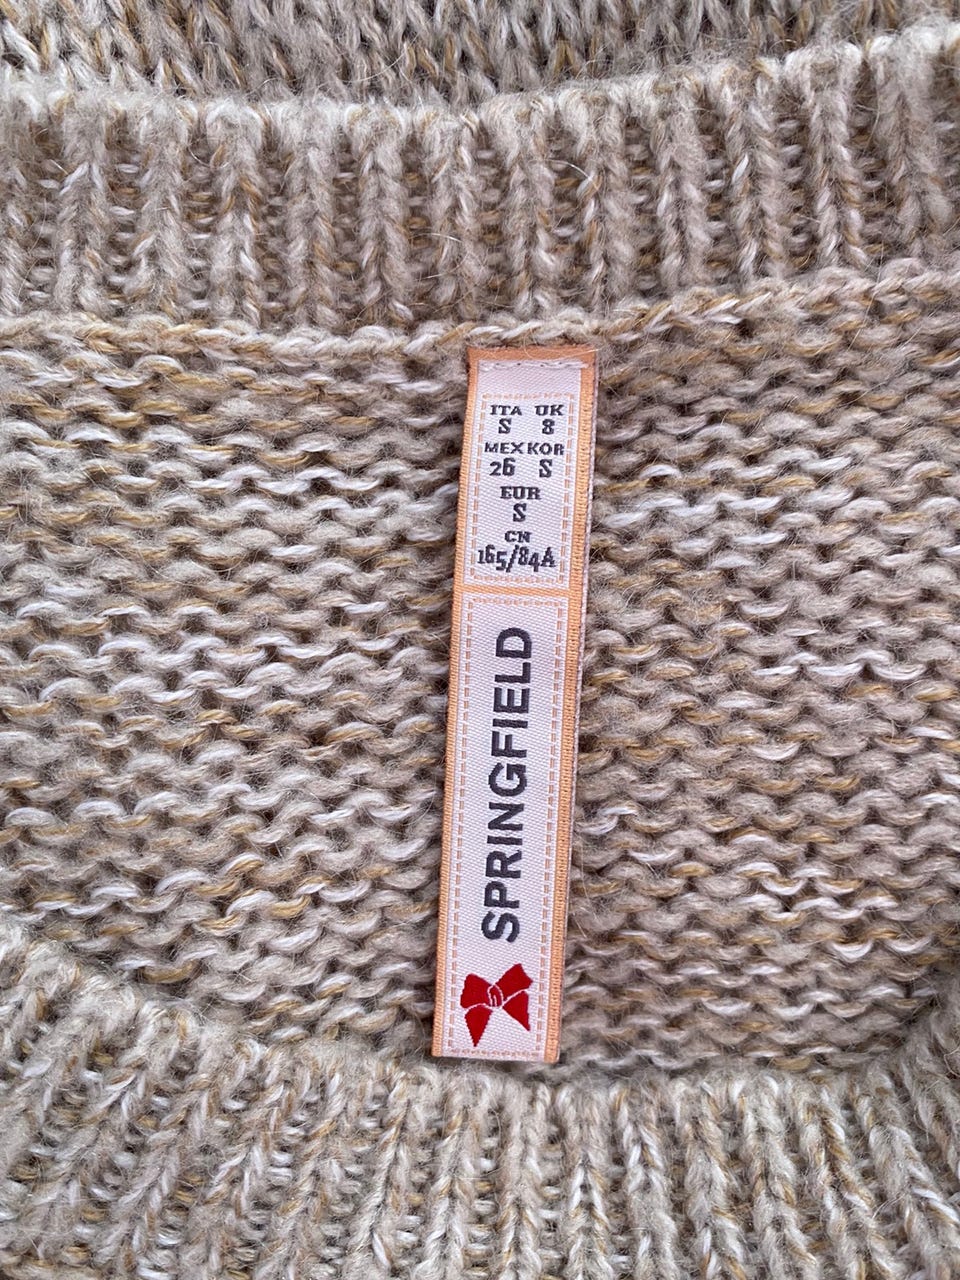 ITA UK
S 8
MEX KOR
26 S
EUR
S
CN
165/84A
SPRINGFIELD